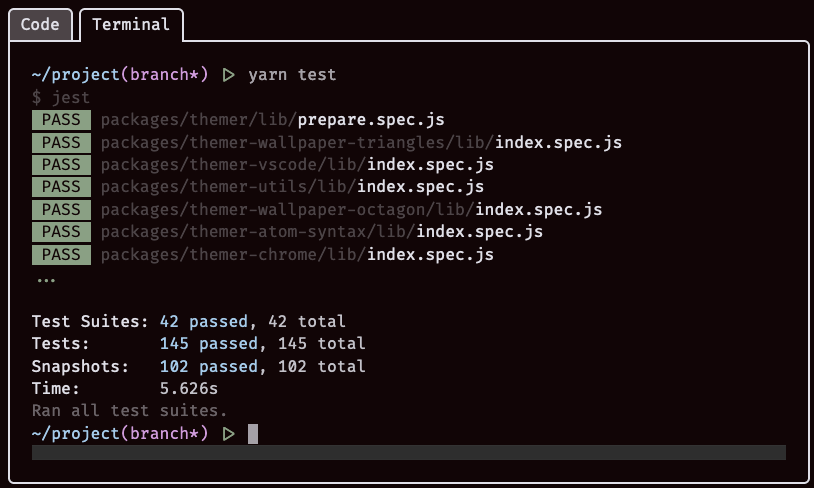 Code Terminal
~/project(branch*) ▷ yarn test
$ jest
PASS packages/themer/lib/prepare.spec.js
PASS packages/themer-wallpaper-triangles/lib/index.spec.js
PASS packages/themer-vscode/lib/index.spec.js
PASS packages/themer-utils/lib/index.spec.js
PASS packages/themer-wallpaper-octagon/lib/index.spec.js
PASS packages/themer-atom-syntax/lib/index.spec.js
PASS packages/themer-chrome/lib/index.spec.js
...
Test Suites: 42 passed, 42 total
Tests: 145 passed, 145 total
Snapshots: 102 passed, 102 total
Time: 5.626s
Ran all test suites.
~/project(branch*) ▷